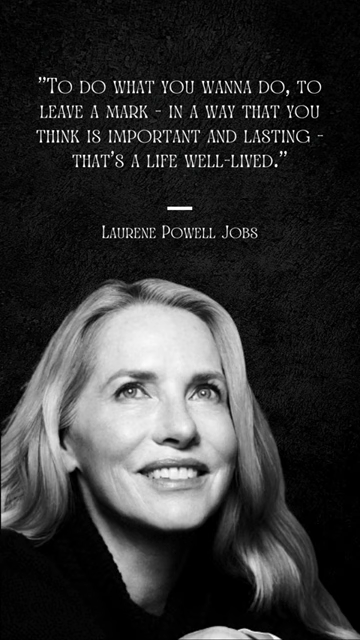 "To do what you wanna do, to
leave a mark - in a way that you
think is important and lasting -
that's a life well-lived."
Laurene Powell Jobs